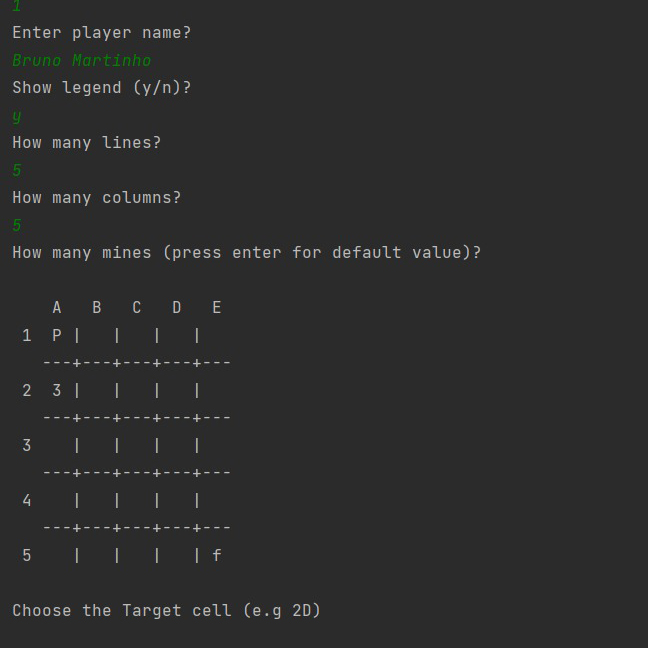 1
Enter player name?
Bruno Martinho
Show legend (y/n)?
y
How many lines?
5
How many columns?
5
How many mines (press enter for default value)?
    A   B   C   D   E
 1  P |   |   |   |
   ---+---+---+---+---
 2  3 |   |   |   |
   ---+---+---+---+---
 3    |   |   |   |
   ---+---+---+---+---
 4    |   |   |   |
   ---+---+---+---+---
 5    |   |   |   | f
Choose the Target cell (e.g 2D)